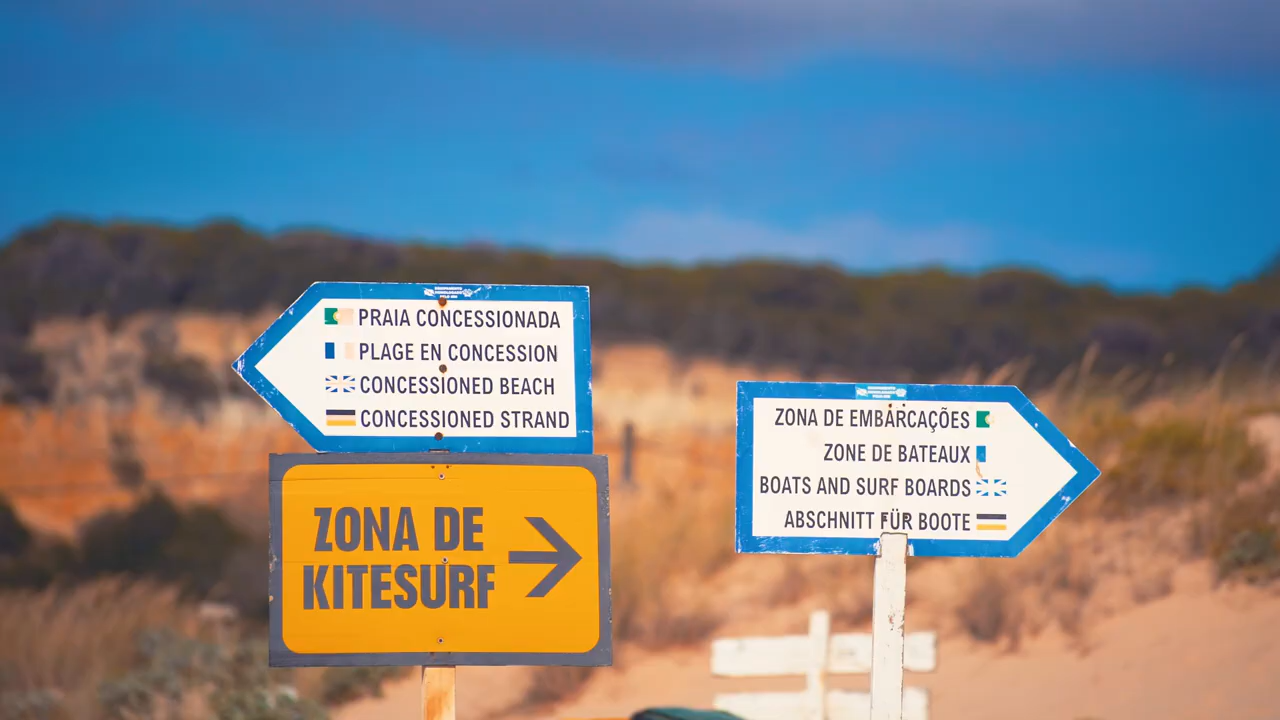 PRAIA CONCESSIONADA
PLAGE EN CONCESSION
CONCESSIONED BEACH
CONCESSIONED STRAND
ZONA DE
KITESURF
ZONA DE EMBARCAÇÕES
ZONE DE BATEAUX
BOATS AND SURF BOARDS
ABSCHNITT FÜR BOOTE